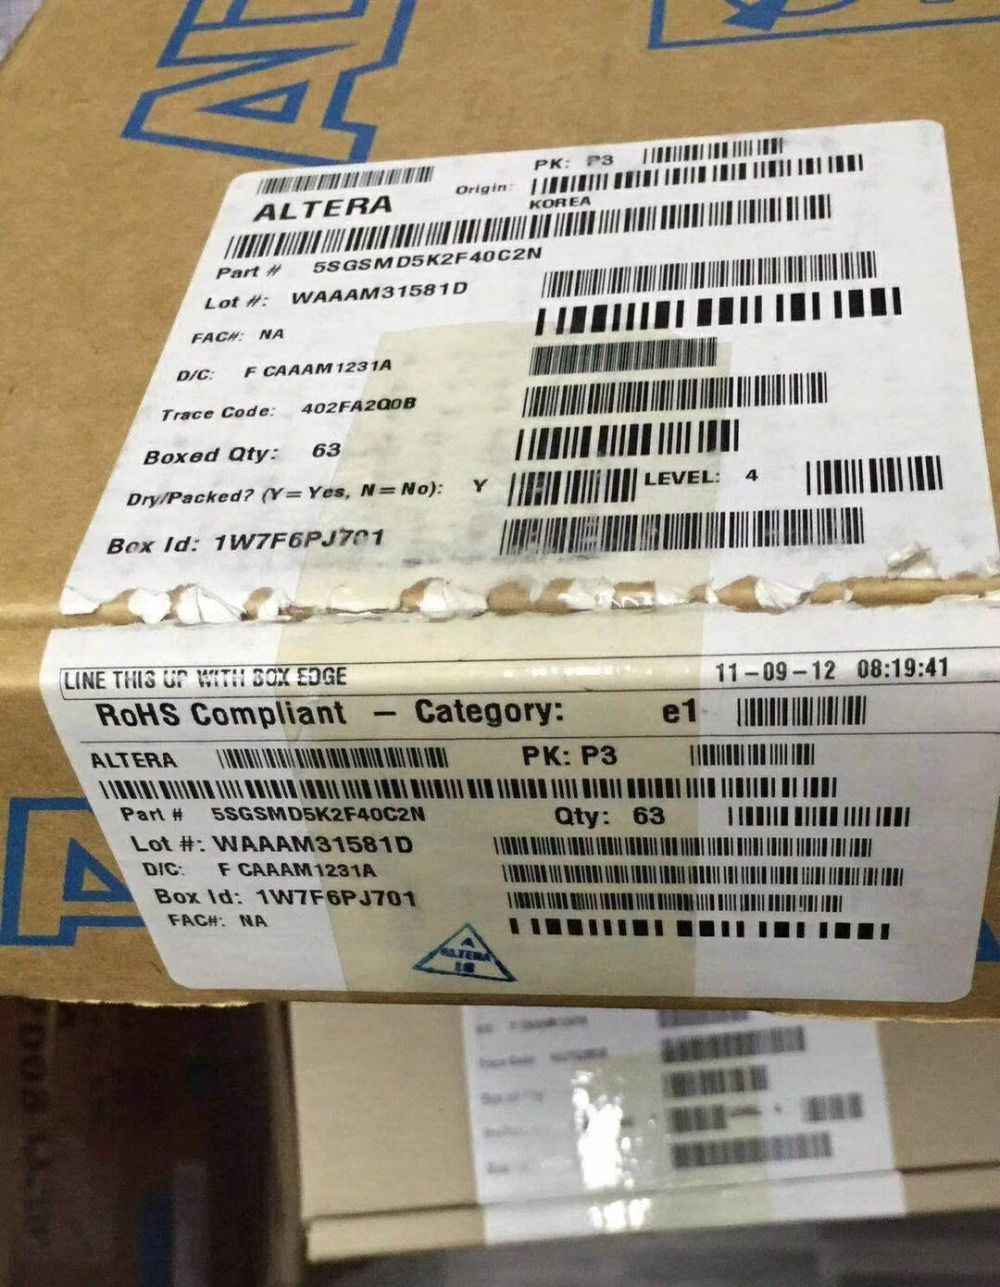 PK: P3
Origin:
ALTERA
KOREA
Part # 5SGSMD5K2F40C2N
Lot #: WAAAM31581D
FAC#: NA
D/C: F CAAAM1231A
Trace Code: 402FA2Q0B
Boxed Qty: 63
Dry/Packed? (Y=Yes, N=No): Y LEVEL: 4
Box Id: 1W7F6PJ701
LINE THIS UP WITH BOX EDGE 11-09-12 08:19:41
RoHS Compliant - Category: e1
ALTERA PK: P3
Part # 5SGSMD5K2F40C2N Qty: 63
Lot #: WAAAM31581D
D/C: F CAAAM1231A
Box Id: 1W7F6PJ701
FAC#: NA
A
ALTERA
18